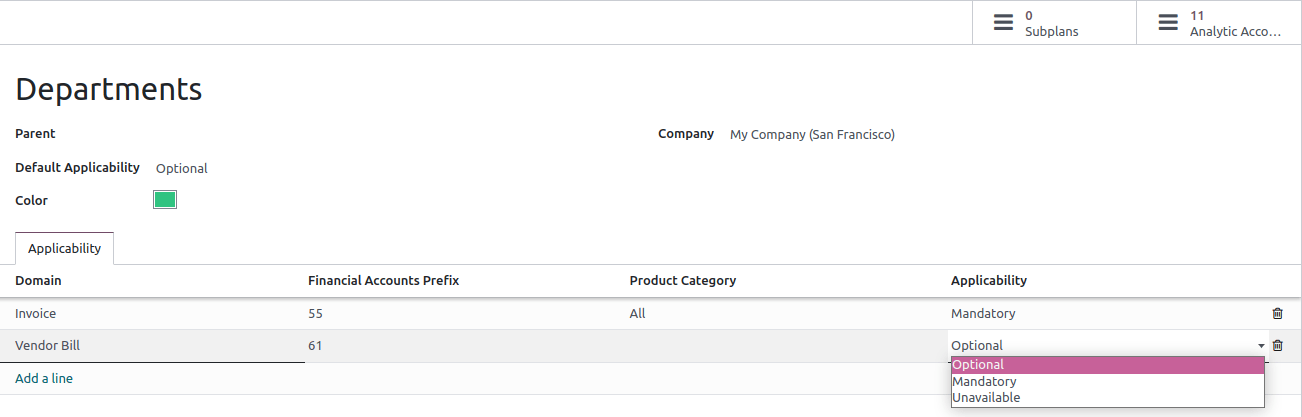 0
Subplans
11
Analytic Acco...
Departments
Parent
Company My Company (San Francisco)
Default Applicability Optional
Color
Applicability
Domain Financial Accounts Prefix Product Category Applicability
Invoice 55 All Mandatory
Vendor Bill 61 Optional
Add a line
Optional
Mandatory
Unavailable